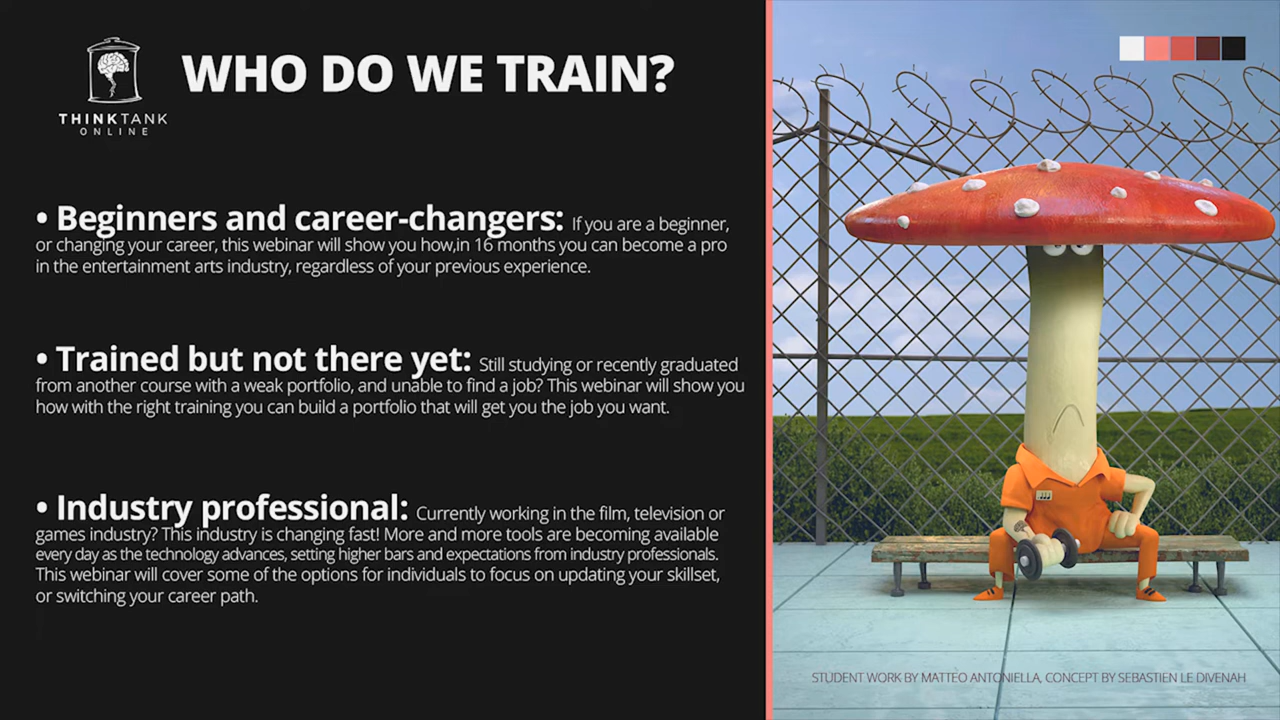 WHO DO WE TRAIN?
THINKTANK
ONLINE
• Beginners and career-changers: If you are a beginner,
or changing your career, this webinar will show you how,in 16 months you can become a pro
in the entertainment arts industry, regardless of your previous experience.
• Trained but not there yet: Still studying or recently graduated
from another course with a weak portfolio, and unable to find a job? This webinar will show you
how with the right training you can build a portfolio that will get you the job you want.
• Industry professional: Currently working in the film, television or
games industry? This industry is changing fast! More and more tools are becoming available
every day as the technology advances, setting higher bars and expectations from industry professionals.
This webinar will cover some of the options for individuals to focus on updating your skillset,
or switching your career path.
STUDENT WORK BY MATTEO ANTONIELLA, CONCEPT BY SEBASTIEN LE DIVENAH